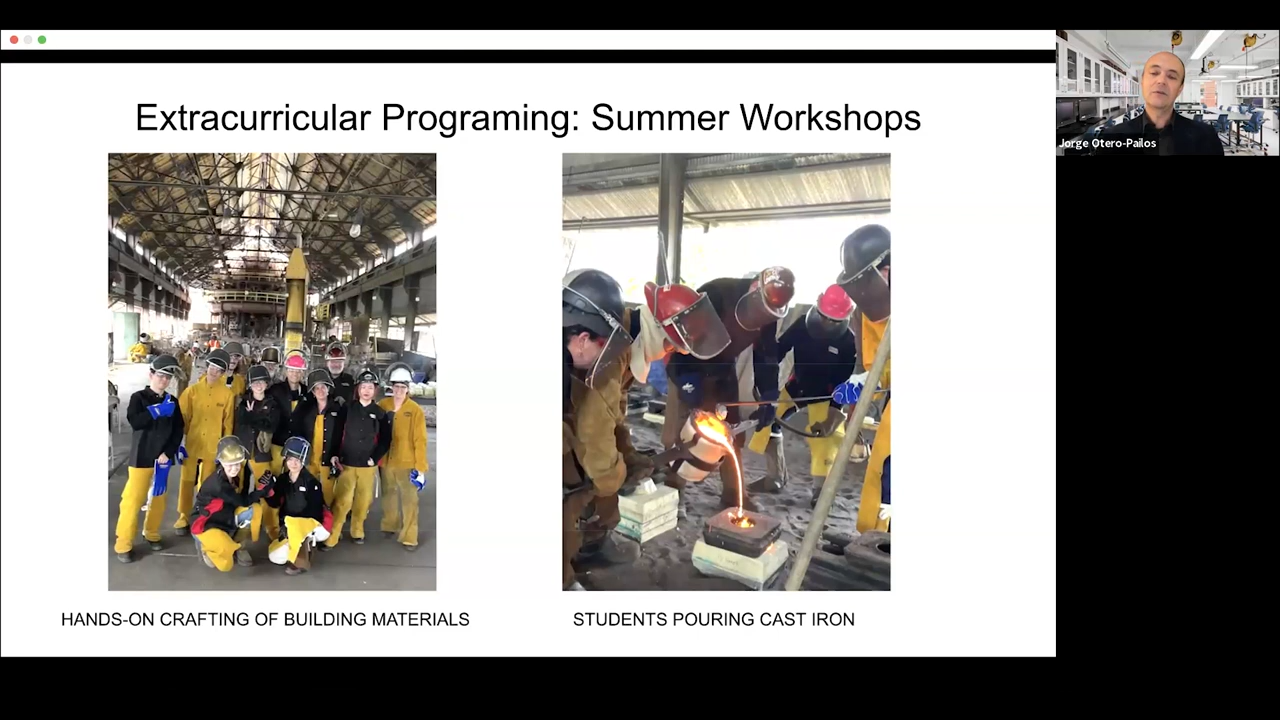 Extracurricular Programing: Summer Workshops
Jorge Otero-Pailos
HANDS-ON CRAFTING OF BUILDING MATERIALS
STUDENTS POURING CAST IRON